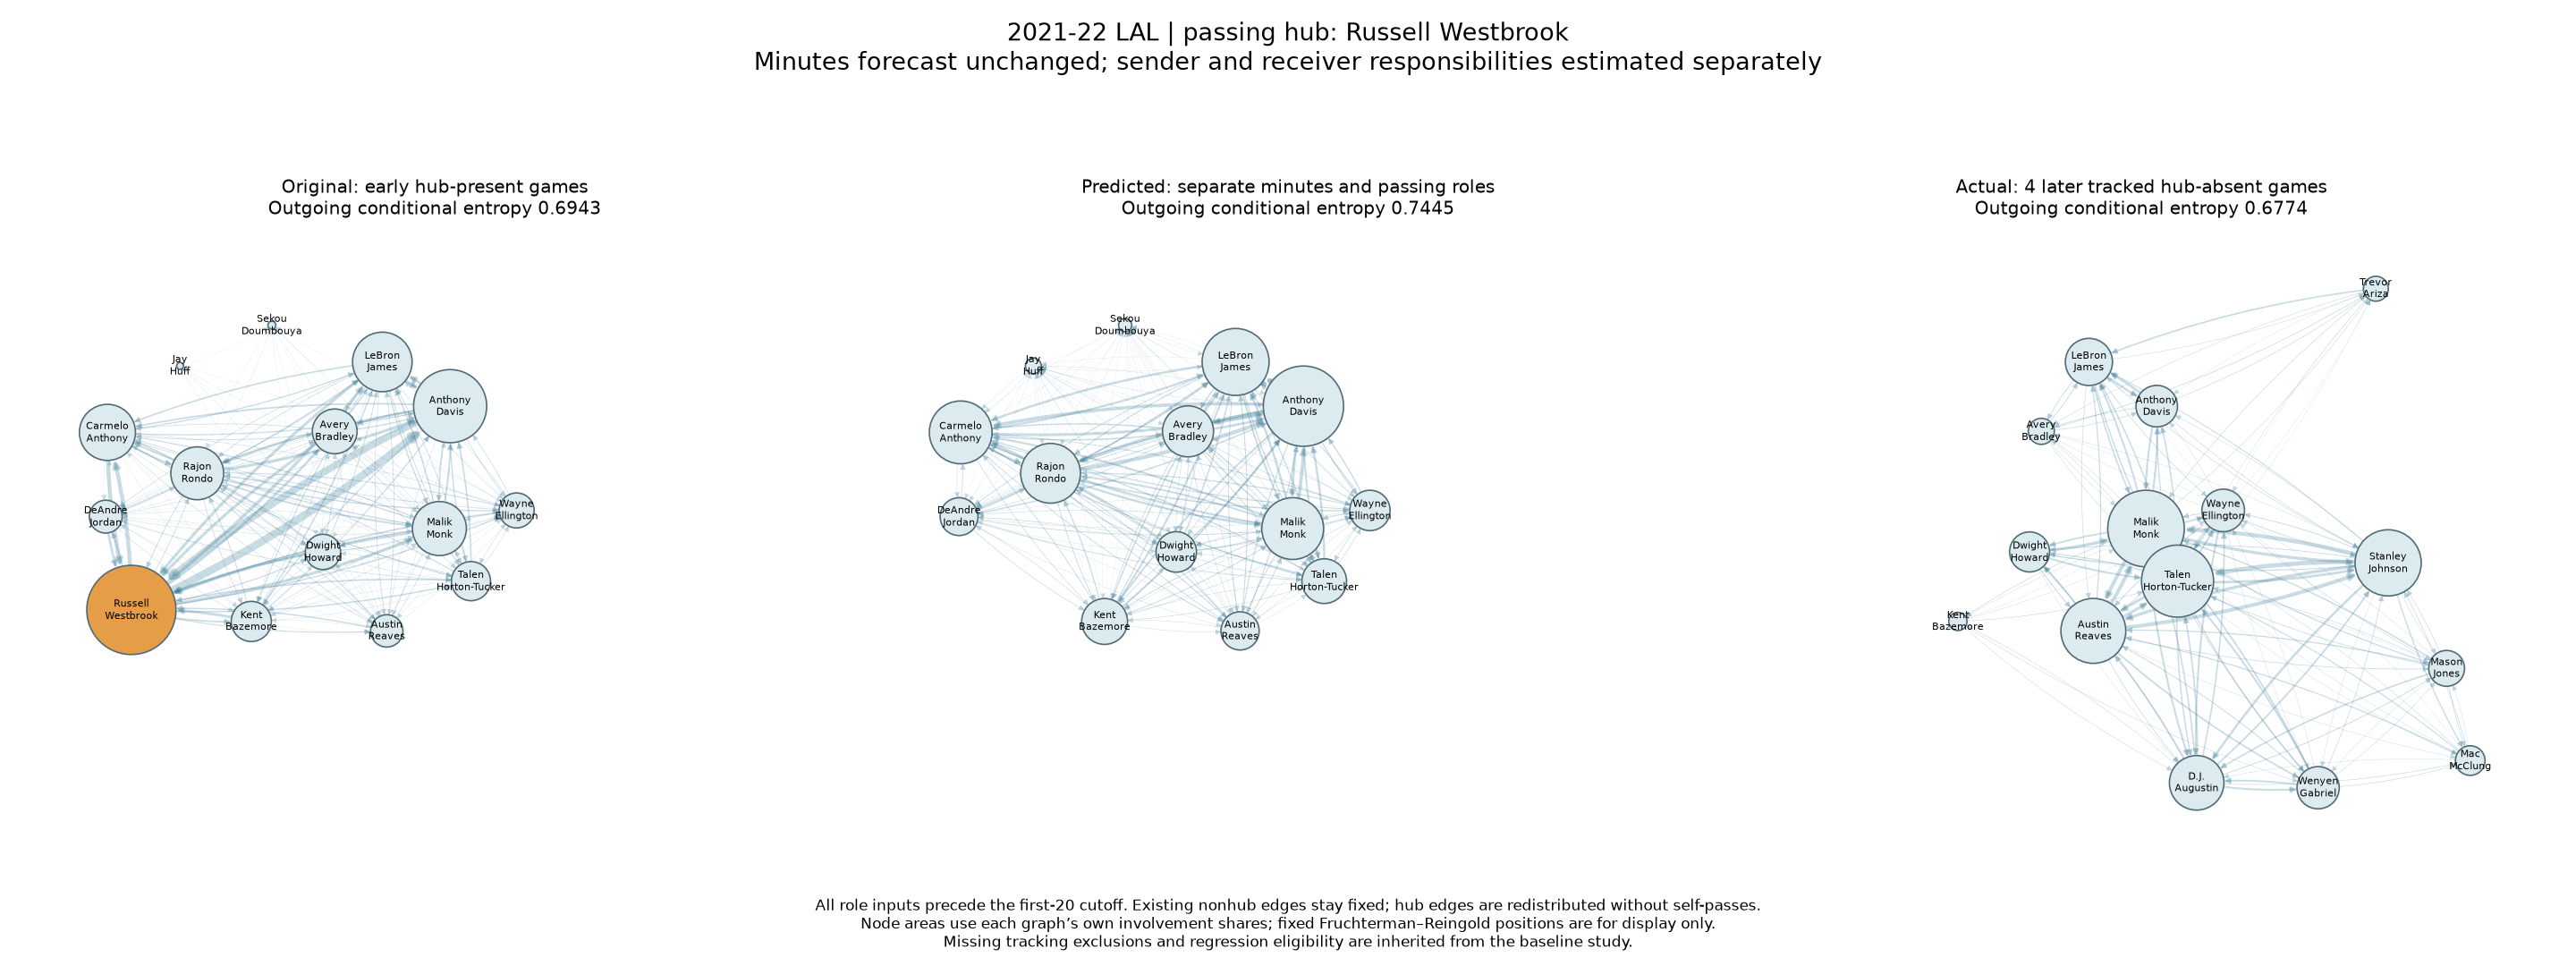 2021-22 LAL | passing hub: Russell Westbrook
Minutes forecast unchanged; sender and receiver responsibilities estimated separately
Original: early hub-present games
Outgoing conditional entropy 0.6943
Sekou
Doumbouya
Jay
Huff
LeBron
James
Anthony
Davis
Carmelo
Anthony
Avery
Bradley
Rajon
Rondo
DeAndre
Jordan
Wayne
Ellington
Malik
Monk
Dwight
Howard
Talen
Horton-Tucker
Russell
Westbrook
Kent
Bazemore
Austin
Reaves
Predicted: separate minutes and passing roles
Outgoing conditional entropy 0.7445
Sekou
Doumbouya
Jay
Huff
LeBron
James
Anthony
Davis
Carmelo
Anthony
Avery
Bradley
Rajon
Rondo
DeAndre
Jordan
Wayne
Ellington
Malik
Monk
Dwight
Howard
Talen
Horton-Tucker
Kent
Bazemore
Austin
Reaves
Actual: 4 later tracked hub-absent games
Outgoing conditional entropy 0.6774
Trevor
Ariza
LeBron
James
Anthony
Davis
Avery
Bradley
Malik
Monk
Wayne
Ellington
Dwight
Howard
Stanley
Johnson
Talen
Horton-Tucker
Kent
Bazemore
Austin
Reaves
Mason
Jones
Mac
McClung
D.J.
Augustin
Wenyen
Gabriel
All role inputs precede the first-20 cutoff. Existing nonhub edges stay fixed; hub edges are redistributed without self-passes.
Node areas use each graph’s own involvement shares; fixed Fruchterman–Reingold positions are for display only.
Missing tracking exclusions and regression eligibility are inherited from the baseline study.